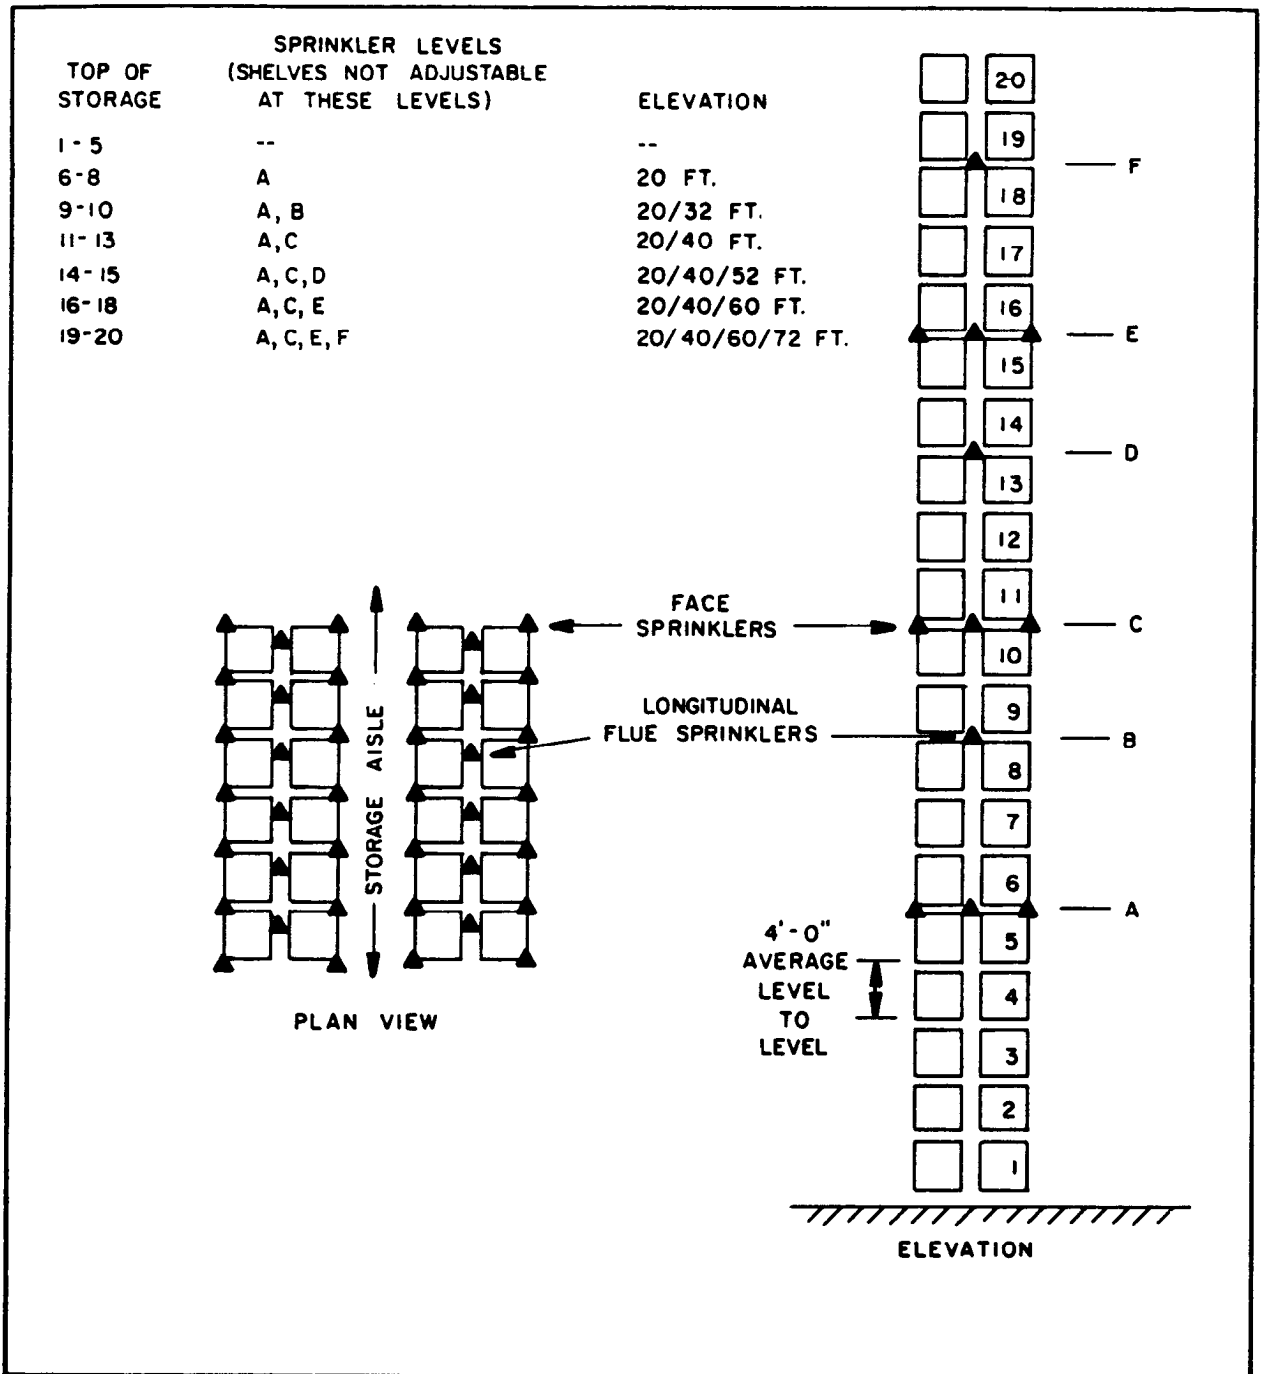 SPRINKLER LEVELS
TOP OF (SHELVES NOT ADJUSTABLE
STORAGE AT THESE LEVELS) ELEVATION
1-5 -- --
6-8 A 20 FT.
9-10 A, B 20/32 FT.
11-13 A,C 20/40 FT.
14-15 A,C,D 20/40/52 FT.
16-18 A,C,E 20/40/60 FT.
19-20 A,C,E,F 20/40/60/72 FT.
20
19
F
18
17
16
E
15
14
D
13
12
11
FACE
SPRINKLERS
C
10
9
LONGITUDINAL
FLUE SPRINKLERS
B
8
7
6
A
5
4'-0"
AVERAGE
LEVEL
TO
LEVEL
4
3
2
1
STORAGE AISLE
PLAN VIEW
ELEVATION